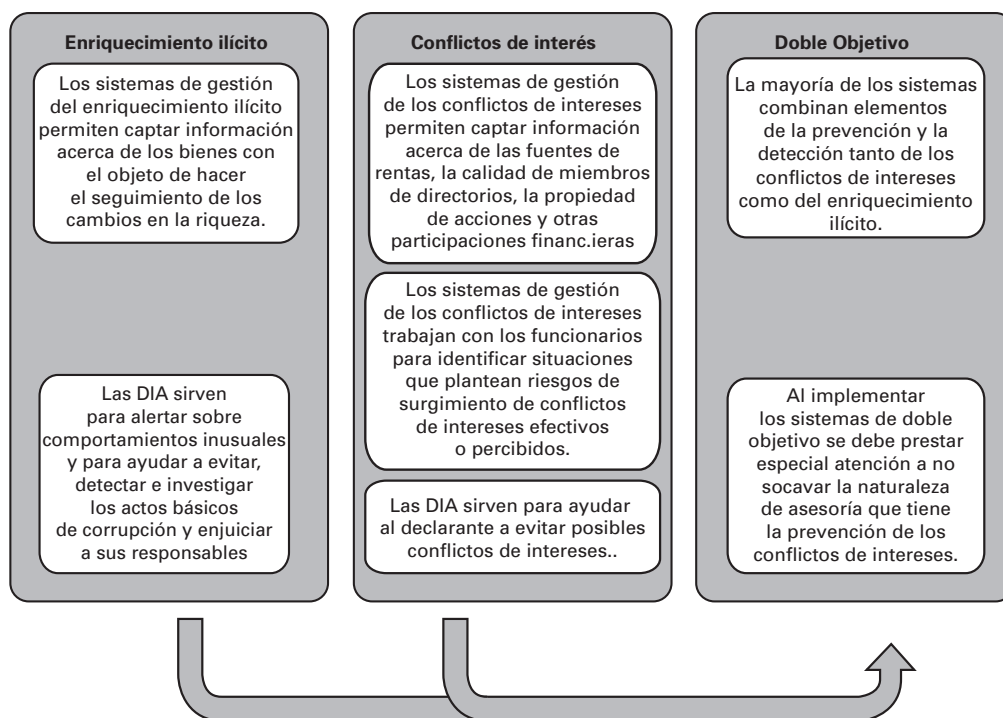 Enriquecimiento ilícito
Los sistemas de gestión
del enriquecimiento ilícito
permiten captar información
acerca de los bienes con
el objeto de hacer
el seguimiento de los
cambios en la riqueza.
Las DIA sirven
para alertar sobre
comportamientos inusuales
y para ayudar a evitar,
detectar e investigar
los actos básicos
de corrupción y enjuiciar
a sus responsables
Conflictos de interés
Los sistemas de gestión
de los conflictos de intereses
permiten captar información
acerca de las fuentes de
rentas, la calidad de miembros
de directorios, la propiedad
de acciones y otras
participaciones financ.ieras
Los sistemas de gestión
de los conflictos de intereses
trabajan con los funcionarios
para identificar situaciones
que plantean riesgos de
surgimiento de conflictos
de intereses efectivos
o percibidos.
Las DIA sirven para ayudar
al declarante a evitar posibles
conflictos de intereses..
Doble Objetivo
La mayoría de los sistemas
combinan elementos
de la prevención y la
detección tanto de los
conflictos de intereses
como del enriquecimiento
ilícito.
Al implementar
los sistemas de doble
objetivo se debe prestar
especial atención a no
socavar la naturaleza
de asesoría que tiene
la prevención de los
conflictos de intereses.